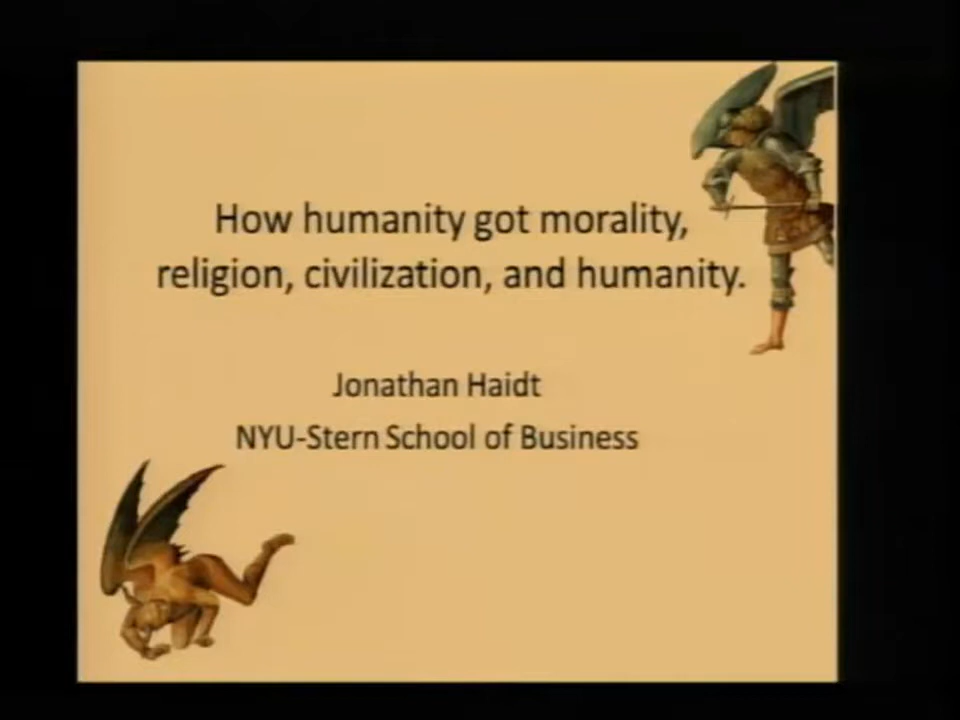 How humanity got morality,
religion, civilization, and humanity.
Jonathan Haidt
NYU-Stern School of Business